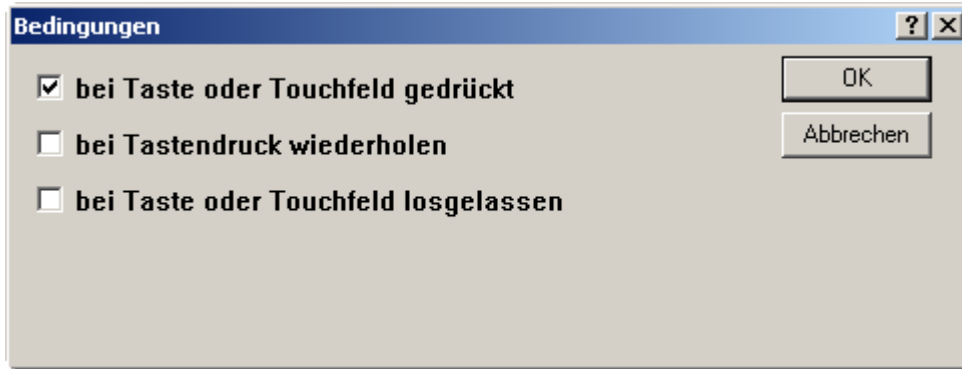 Bedingungen
bei Taste oder Touchfeld gedrückt
OK
bei Tastendruck wiederholen
Abbrechen
bei Taste oder Touchfeld losgelassen